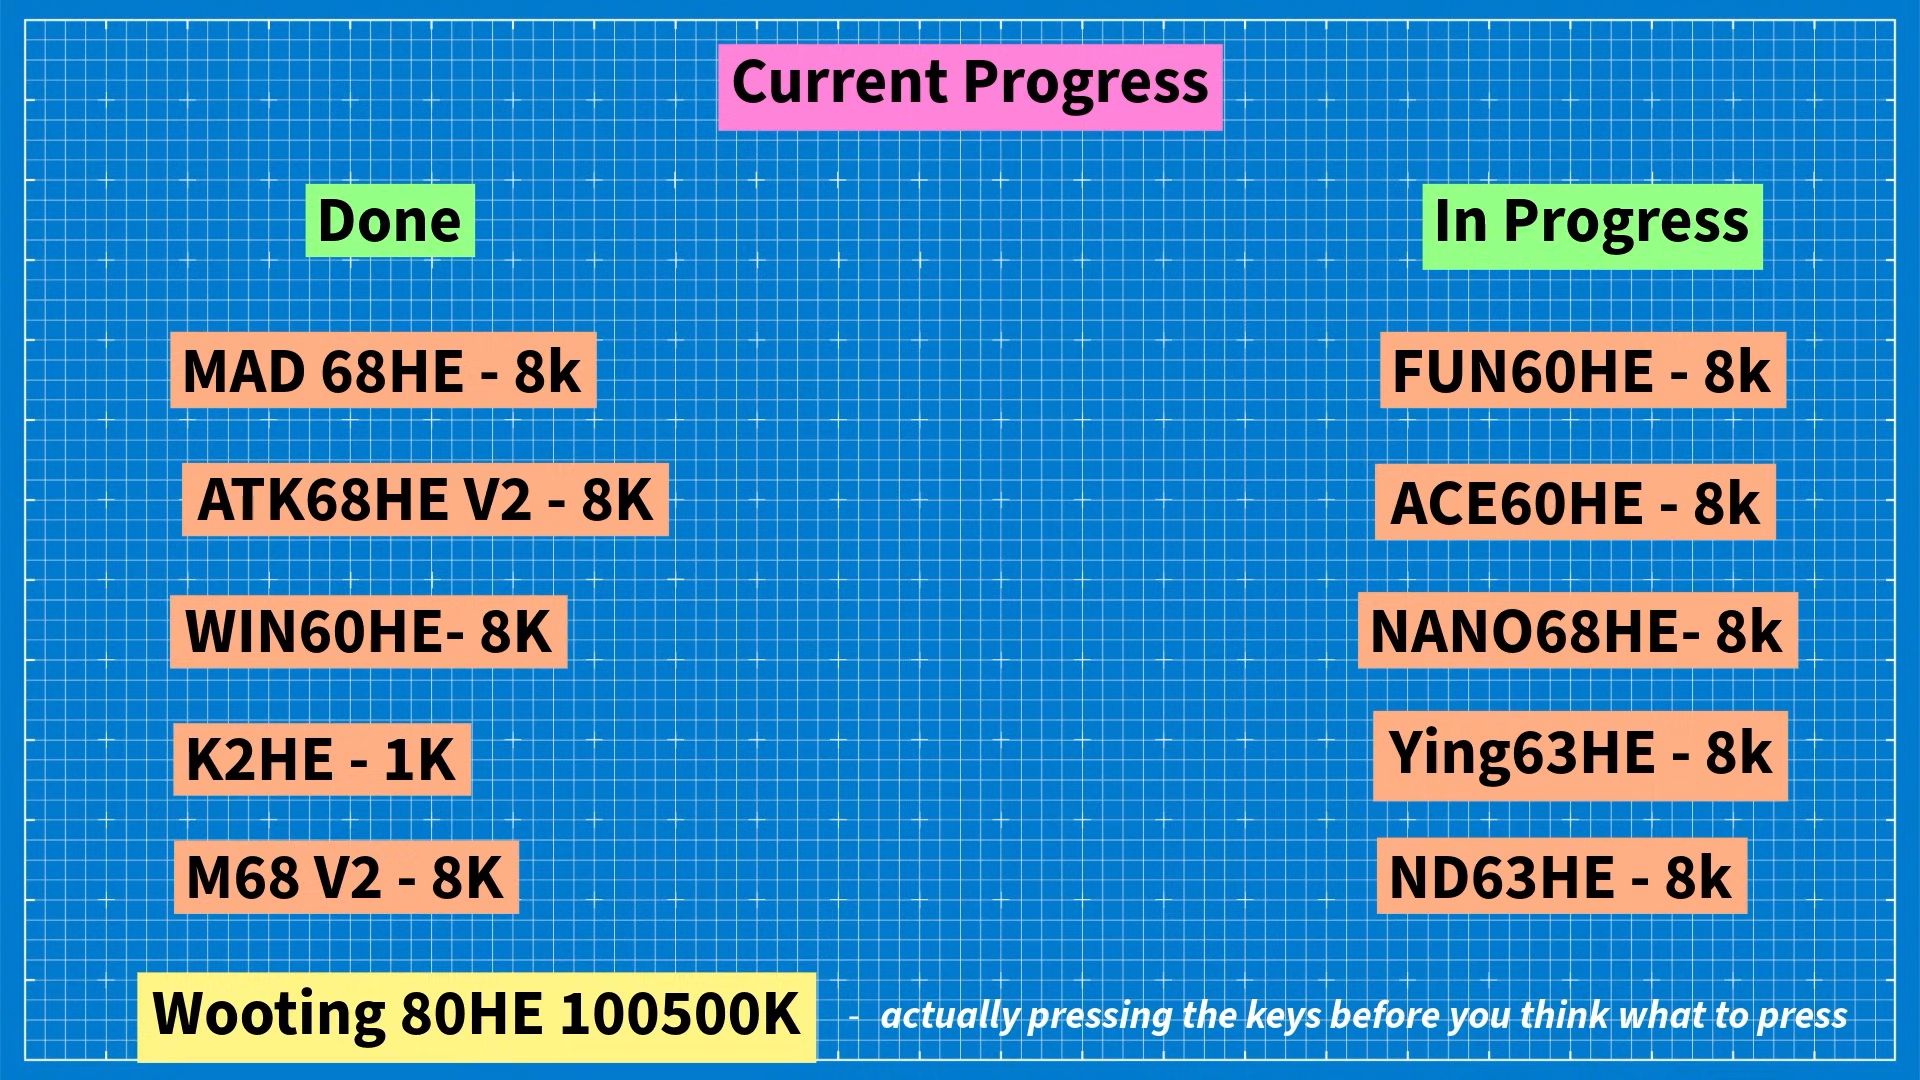 Current Progress
Done
MAD 68HE - 8k
ATK68HE V2 - 8K
WIN60HE- 8K
K2HE - 1K
M68 V2 - 8K
In Progress
FUN60HE - 8k
ACE60HE - 8k
NANO68HE- 8k
Ying63HE - 8k
ND63HE - 8k
Wooting 80HE 100500K - actually pressing the keys before you think what to press